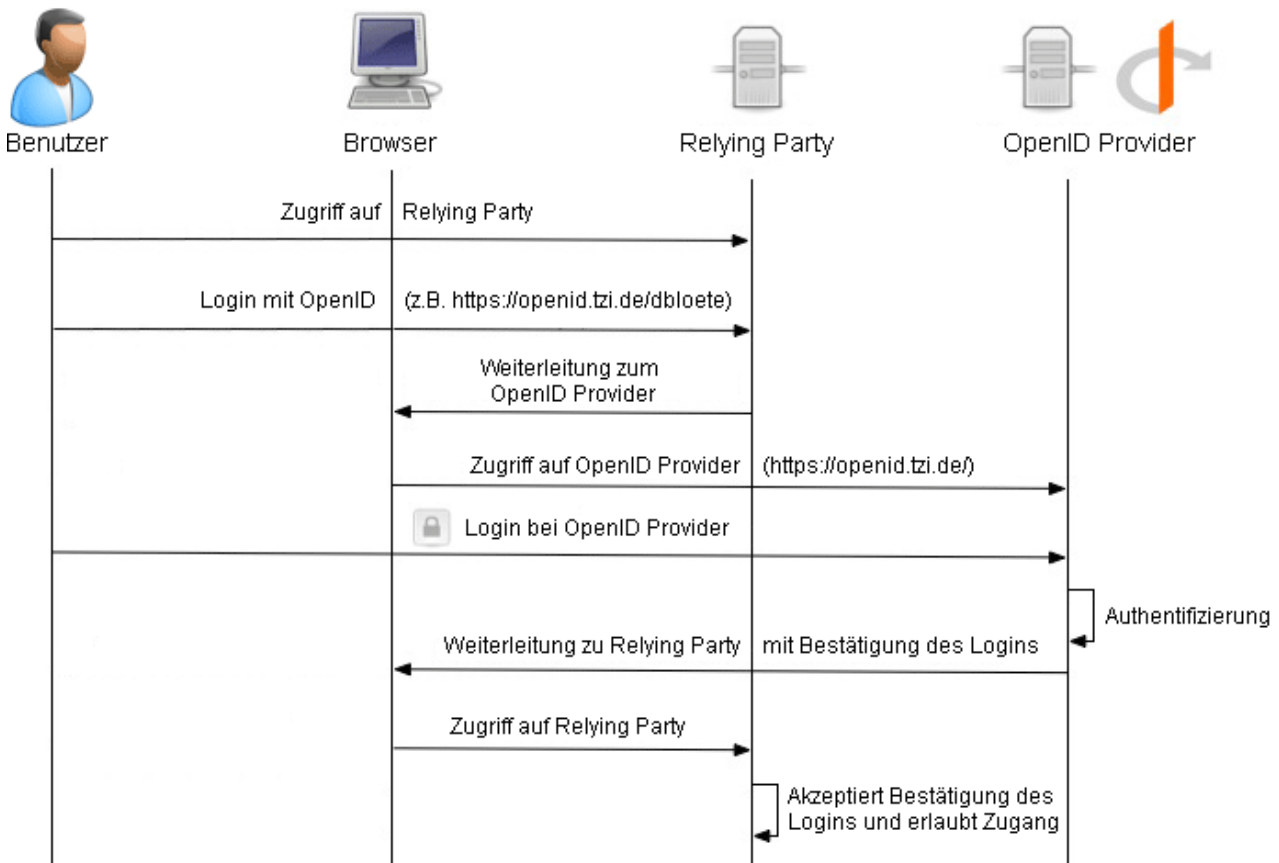 Benutzer
Browser
Relying Party
OpenID Provider
Zugriff auf Relying Party
Login mit OpenID (z.B. https://openid.tzi.de/dbloete)
Weiterleitung zum
OpenID Provider
Zugriff auf OpenID Provider (https://openid.tzi.de/)
Login bei OpenID Provider
Authentifizierung
Weiterleitung zu Relying Party mit Bestätigung des Logins
Zugriff auf Relying Party
Akzeptiert Bestätigung des
Logins und erlaubt Zugang